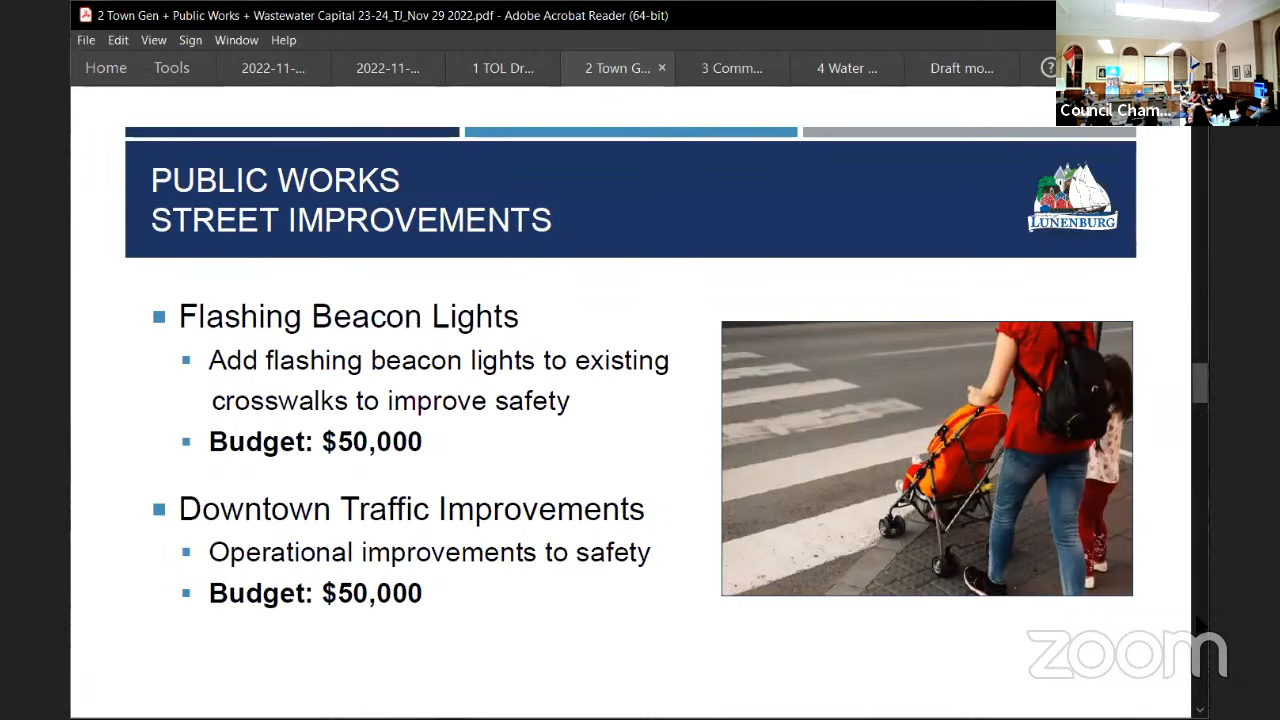 2 Town Gen + Public Works + Wastewater Capital 23-24_TJ_Nov 29 2022.pdf - Adobe Acrobat Reader (64-bit)
File Edit View Sign Window Help
Home Tools 2022-11-... 2022-11-... 1 TOL Dr... 2 Town G... × 3 Comm... 4 Water ... Draft mo... ?
Council Cham...
PUBLIC WORKS
STREET IMPROVEMENTS
LUNENBURG
Flashing Beacon Lights
Add flashing beacon lights to existing
crosswalks to improve safety
Budget: $50,000
Downtown Traffic Improvements
Operational improvements to safety
Budget: $50,000
zoom